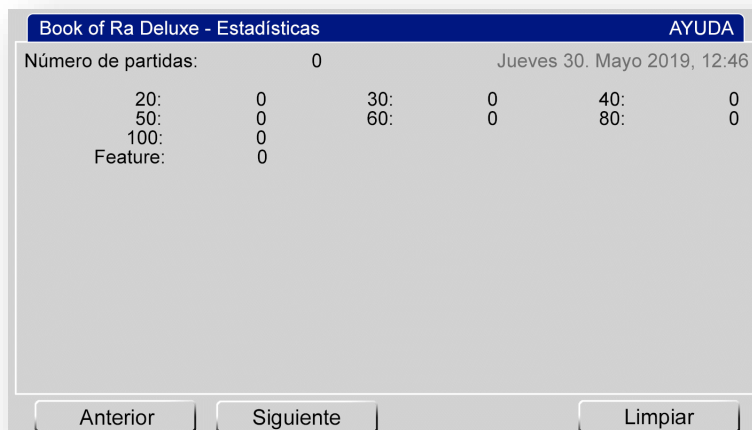 Book of Ra Deluxe - Estadísticas AYUDA
Número de partidas: 0 Jueves 30. Mayo 2019, 12:46
20: 0 30: 0 40: 0
50: 0 60: 0 80: 0
100: 0
Feature: 0
Anterior Siguiente Limpiar